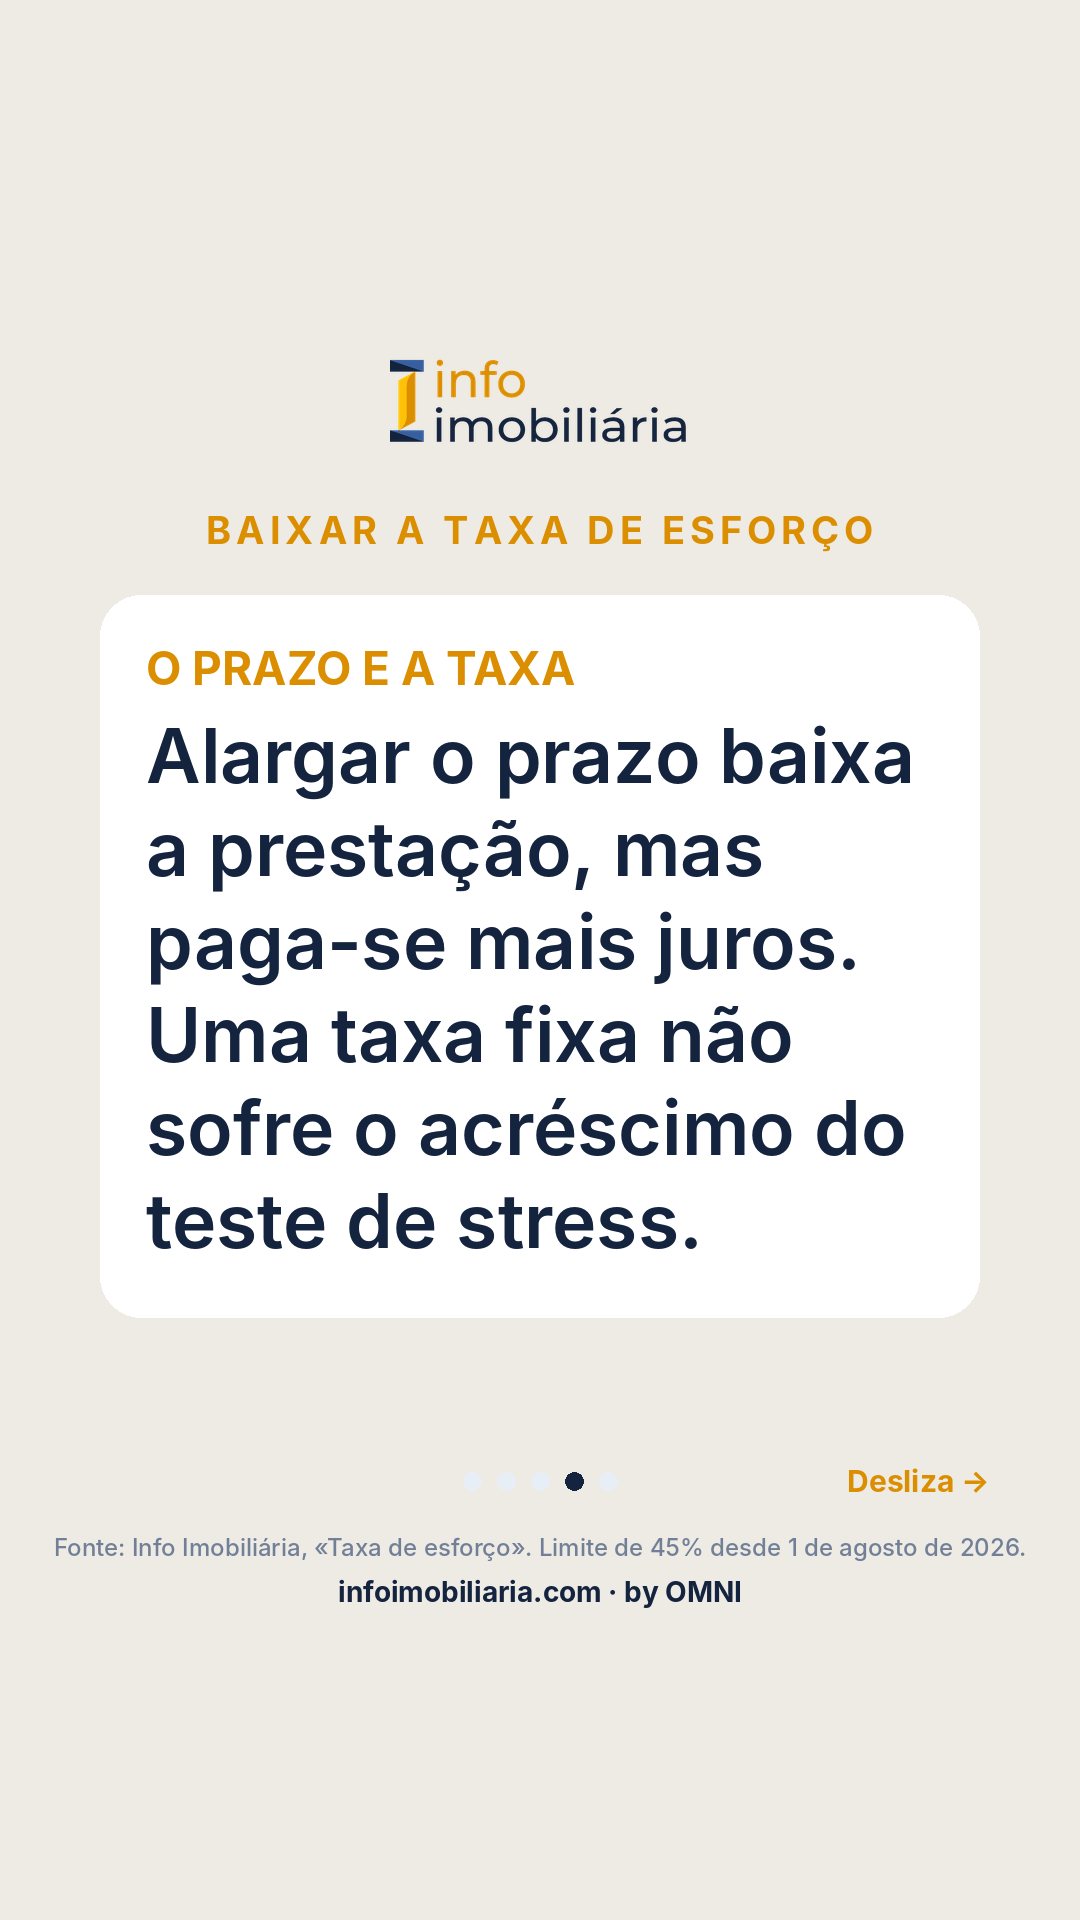 info
imobiliária
BAIXAR A TAXA DE ESFORÇO
O PRAZO E A TAXA
Alargar o prazo baixa
a prestação, mas
paga-se mais juros.
Uma taxa fixa não
sofre o acréscimo do
teste de stress.
Desliza →
Fonte: Info Imobiliária, «Taxa de esforço». Limite de 45% desde 1 de agosto de 2026.
infoimobiliaria.com · by OMNI